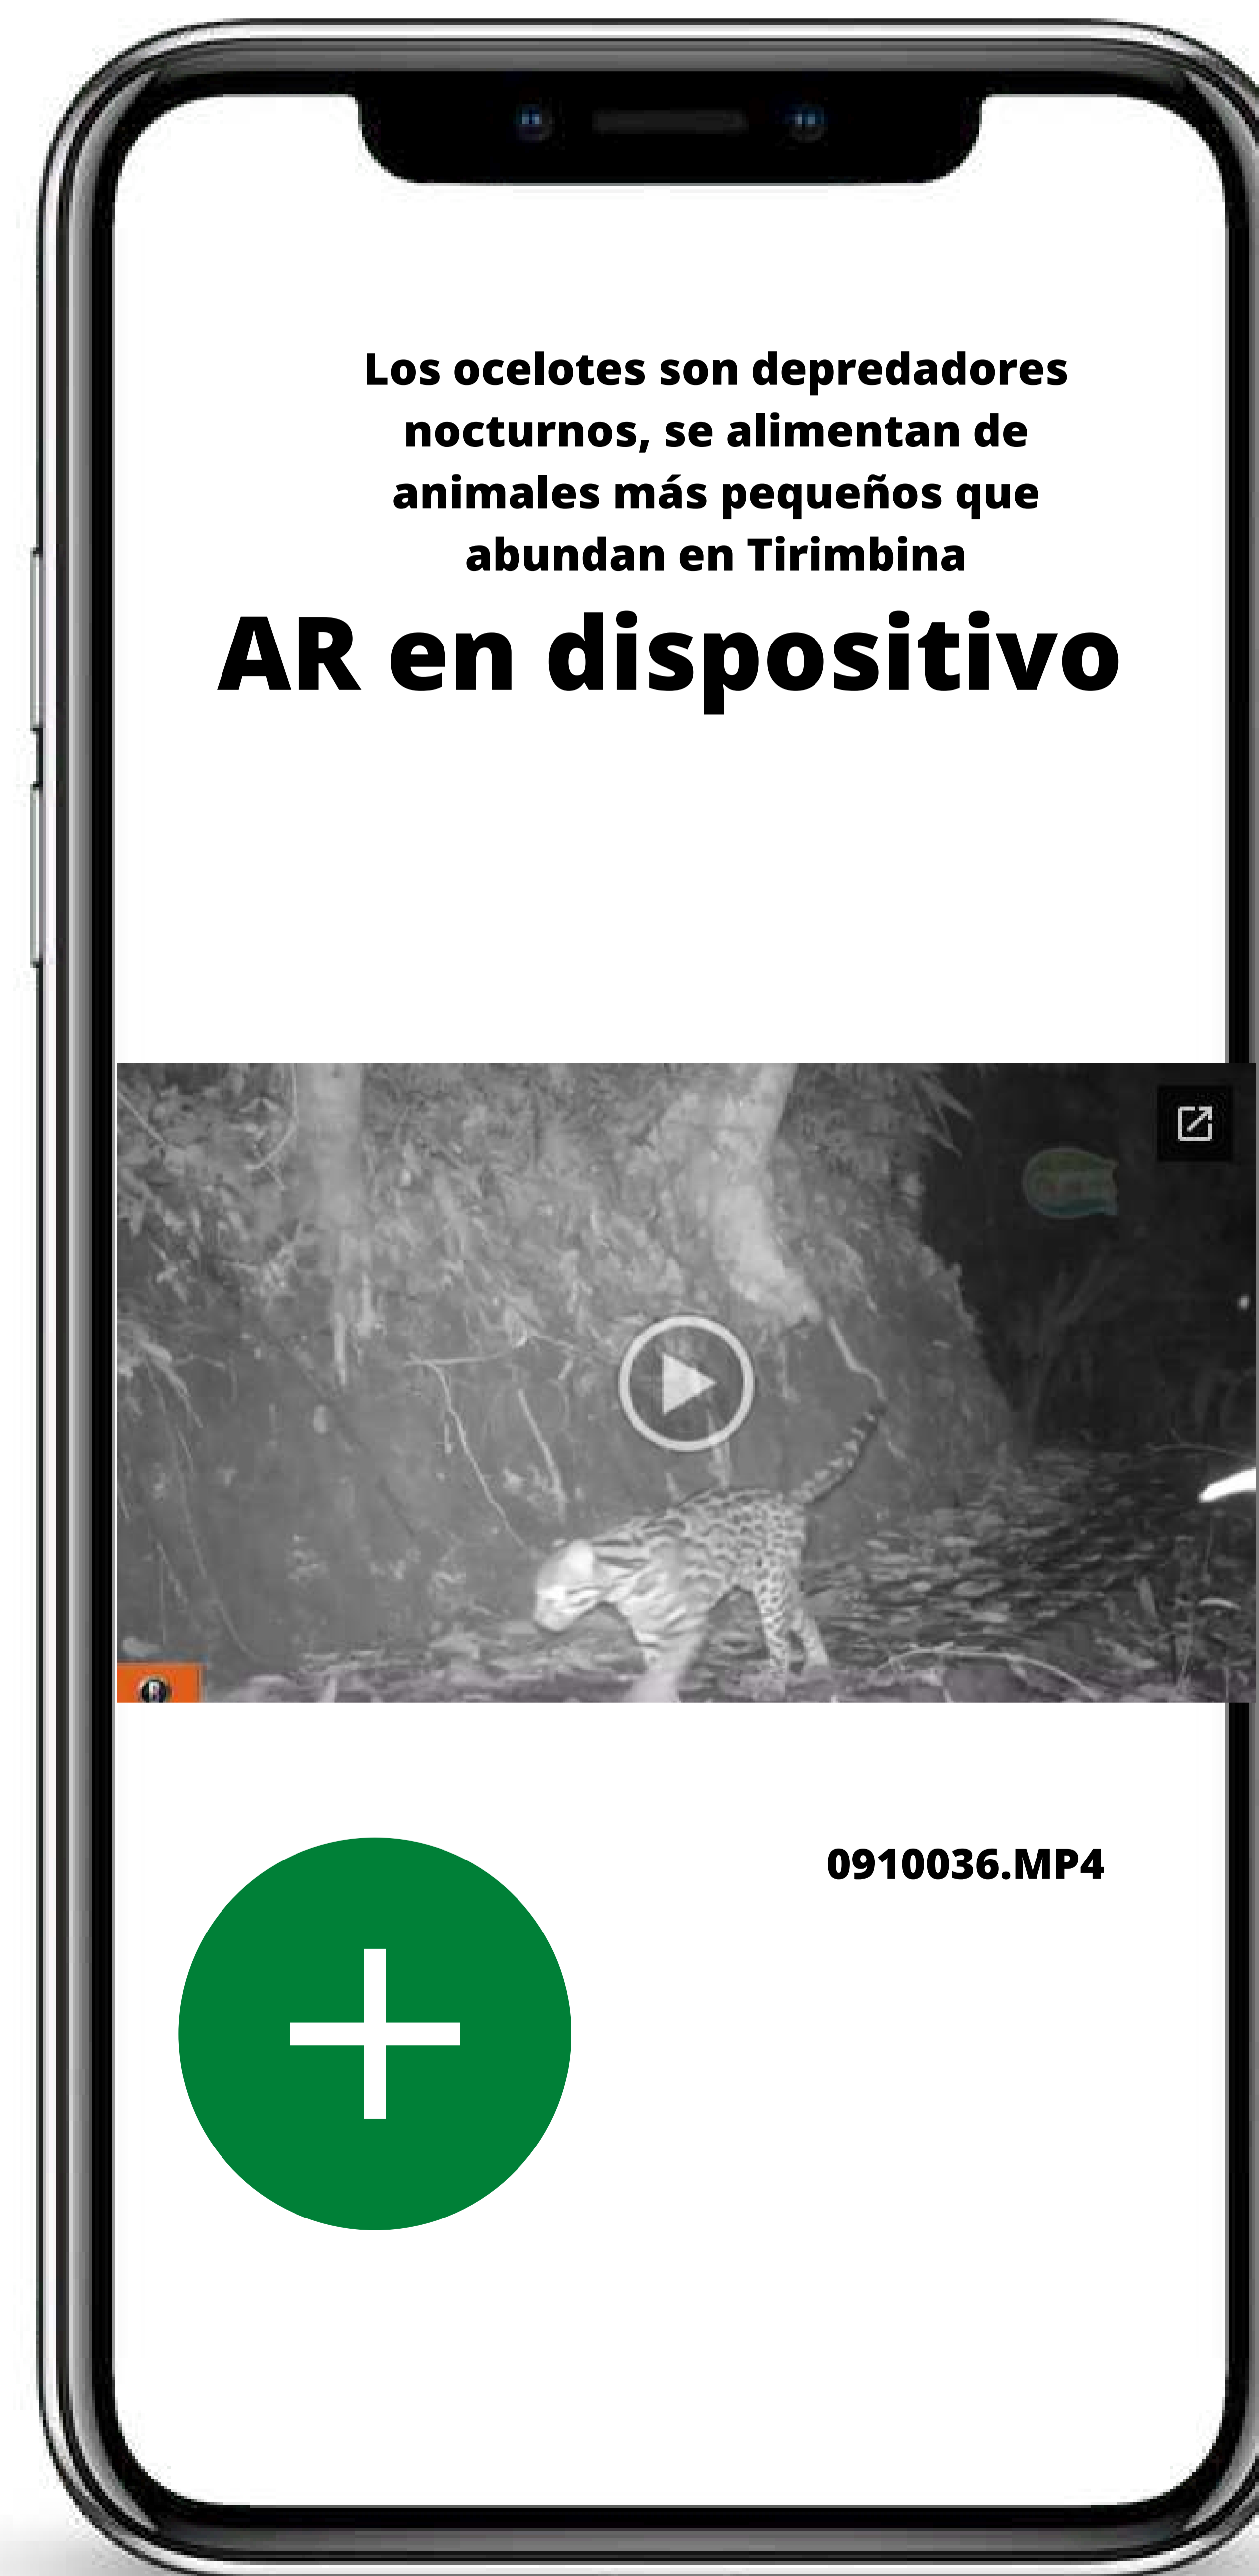 Los ocelotes son depredadores
nocturnos, se alimentan de
animales más pequeños que
abundan en Tirimbina
AR en dispositivo
0910036.MP4